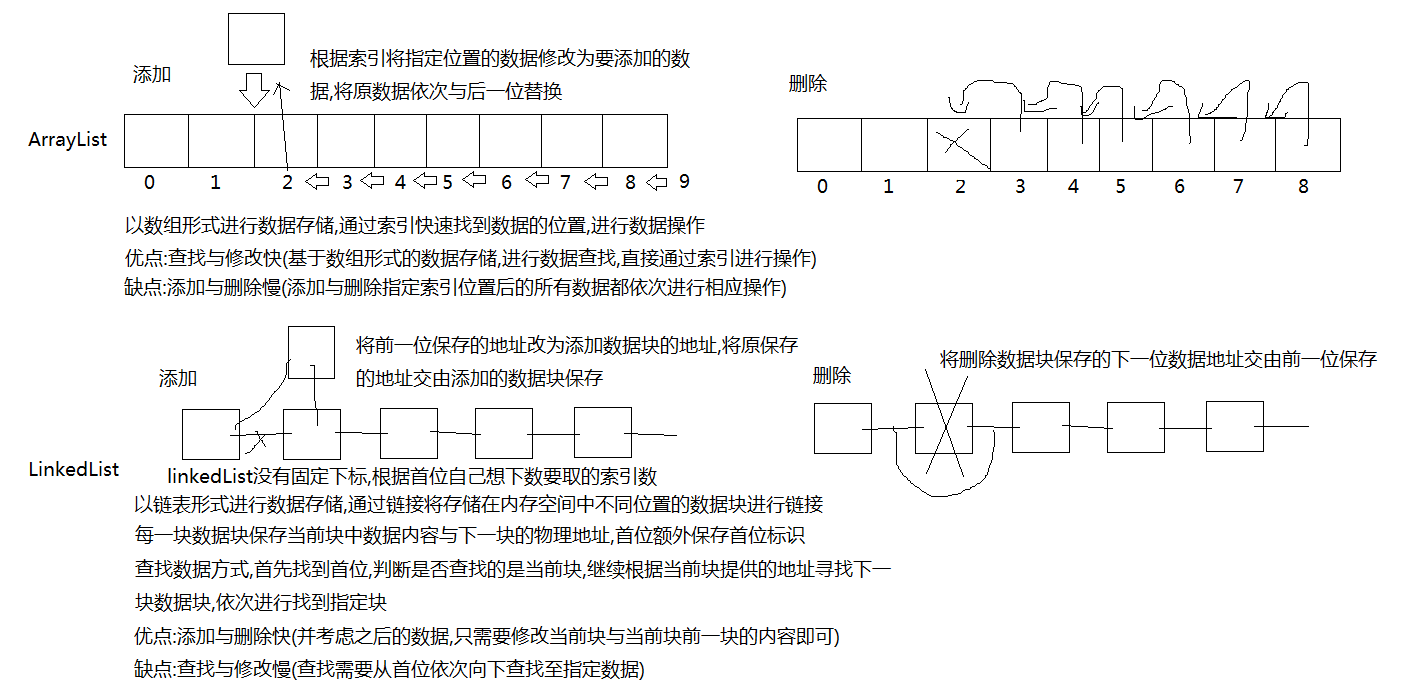 添加
根据索引将指定位置的数据修改为要添加的数
据,将原数据依次与后一位替换
删除
ArrayList
0 1 2 3 4 5 6 7 8 9
0 1 2 3 4 5 6 7 8
以数组形式进行数据存储,通过索引快速找到数据的位置,进行数据操作
优点:查找与修改快(基于数组形式的数据存储,进行数据查找,直接通过索引进行操作)
缺点:添加与删除慢(添加与删除指定索引位置后的所有数据都依次进行相应操作)
添加
将前一位保存的地址改为添加数据块的地址,将原保存
的地址交由添加的数据块保存
删除
将删除数据块保存的下一位数据地址交由前一位保存
LinkedList
linkedList没有固定下标,根据首位自己想下数要取的索引数
以链表形式进行数据存储,通过链接将存储在内存空间中不同位置的数据块进行链接
每一块数据块保存当前块中数据内容与下一块的物理地址,首位额外保存首位标识
查找数据方式,首先找到首位,判断是否查找的是当前块,继续根据当前块提供的地址寻找下一
块数据块,依次进行找到指定块
优点:添加与删除快(并考虑之后的数据,只需要修改当前块与当前块前一块的内容即可)
缺点:查找与修改慢(查找需要从首位依次向下查找至指定数据)